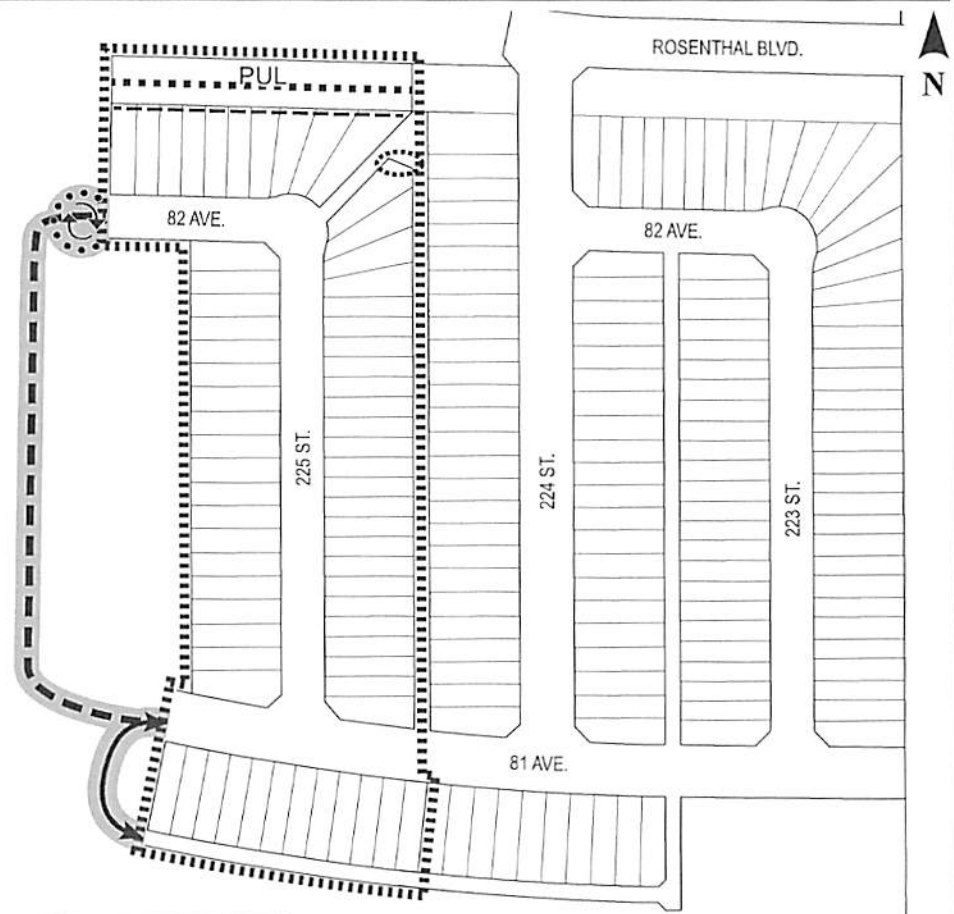 ROSENTHAL BLVD.
N
PUL
82 AVE.
82 AVE.
225 ST.
224 ST.
223 ST.
81 AVE.